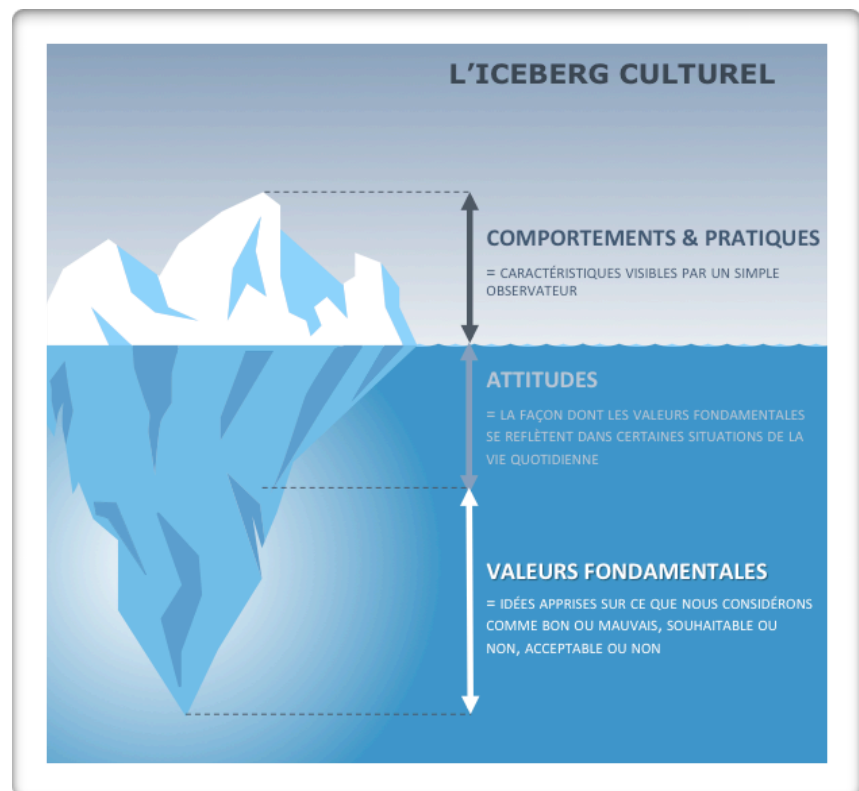 L'ICEBERG CULTUREL
COMPORTEMENTS & PRATIQUES
= CARACTÉRISTIQUES VISIBLES PAR UN SIMPLE
OBSERVATEUR
ATTITUDES
= LA FAÇON DONT LES VALEURS FONDAMENTALES
SE REFLÈTENT DANS CERTAINES SITUATIONS DE LA
VIE QUOTIDIENNE
VALEURS FONDAMENTALES
= IDÉES APPRISES SUR CE QUE NOUS CONSIDÉRONS
COMME BON OU MAUVAIS, SOUHAITABLE OU
NON, ACCEPTABLE OU NON